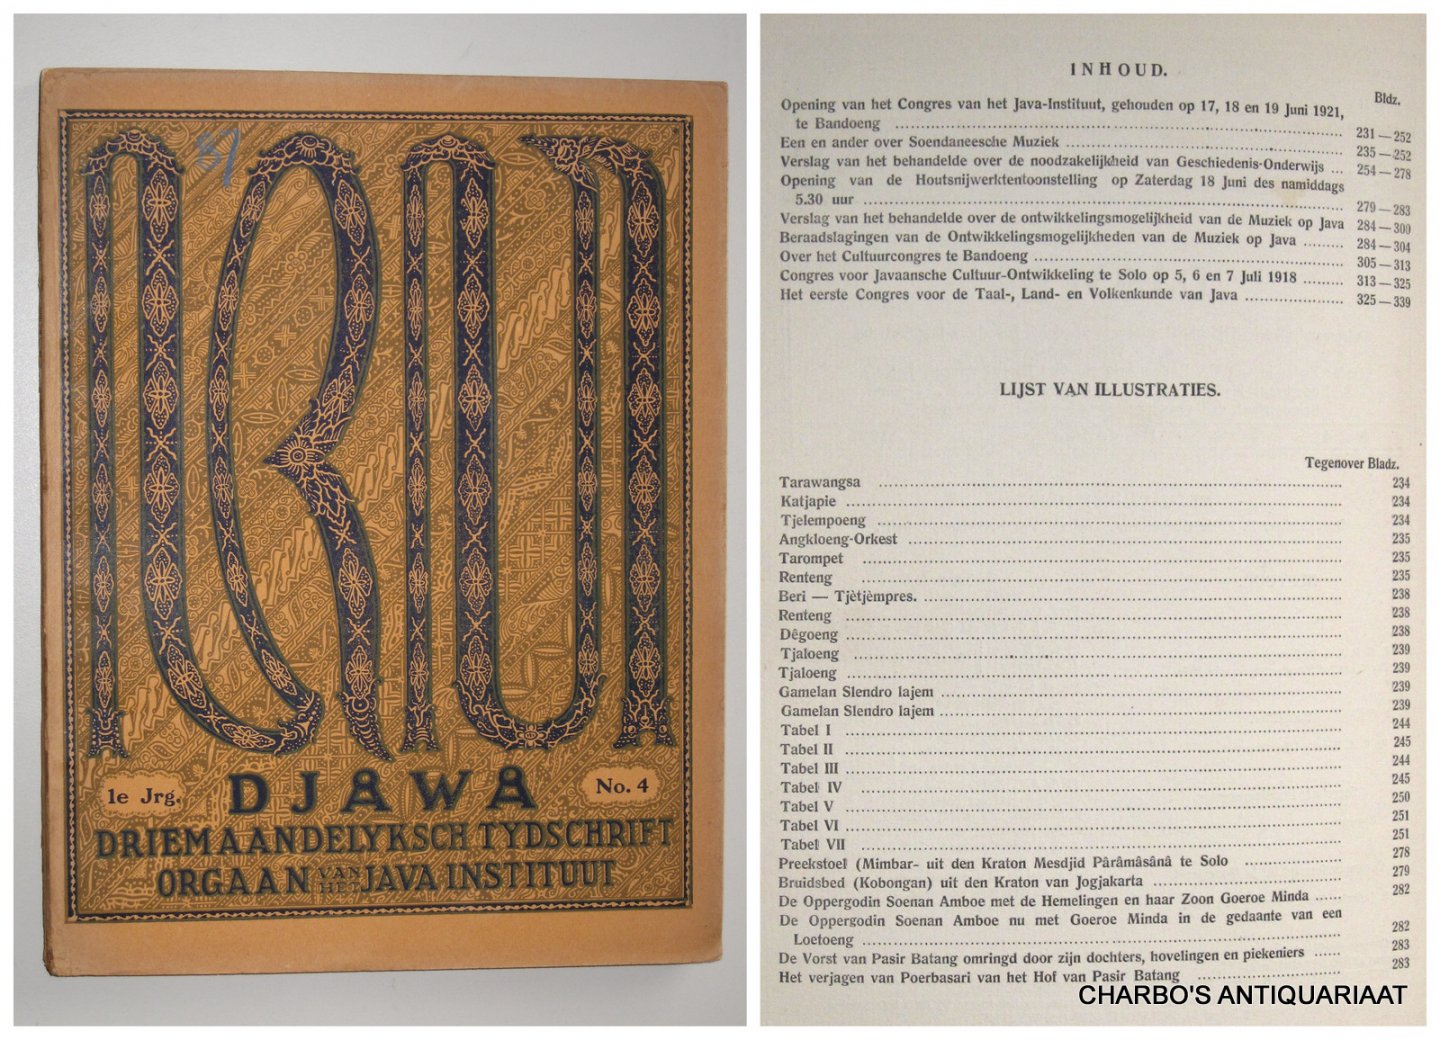 1e Jrg.
DJAWA
No. 4
DRIEMAANDELYKSCH TYDSCHRIFT
ORGAAN VAN HET JAVA INSTITUUT
INHOUD.
Bldz.
Opening van het Congres van het Java-Instituut, gehouden op 17, 18 en 19 Juni 1921,
te Bandoeng ........ 231—252
Een en ander over Soendaneesche Muziek ........ 235—252
Verslag van het behandelde over de noodzakelijkheid van Geschiedenis-Onderwijs ... 254—278
Opening van de Houtsnijwerktentoonstelling op Zaterdag 18 Juni des namiddags
5.30 uur ........ 279—283
Verslag van het behandelde over de ontwikkelingsmogelijkheid van de Muziek op Java 284—300
Beraadslagingen van de Ontwikkelingsmogelijkheden van de Muziek op Java ........ 284—304
Over het Cultuurcongres te Bandoeng ........ 305—313
Congres voor Javaansche Cultuur-Ontwikkeling te Solo op 5, 6 en 7 Juli 1918 ........ 313—325
Het eerste Congres voor de Taal-, Land- en Volkenkunde van Java ........ 325—339
LIJST VAN ILLUSTRATIES.
Tegenover Bladz.
Tarawangsa ........ 234
Katjapie ........ 234
Tjelempoeng ........ 234
Angkloeng-Orkest ........ 235
Tarompet ........ 235
Renteng ........ 235
Beri — Tjètjèmpres. ........ 238
Renteng ........ 238
Dêgoeng ........ 238
Tjaloeng ........ 239
Tjaloeng ........ 239
Gamelan Slendro lajem ........ 239
Gamelan Slendro lajem ........ 239
Tabel I ........ 244
Tabel II ........ 245
Tabel III ........ 244
Tabel IV ........ 245
Tabel V ........ 250
Tabel VI ........ 251
Tabel VII ........ 251
Preekstoel (Mimbar- uit den Kraton Mesdjid Pârâmâsânâ te Solo ........ 278
Bruidsbed (Kobongan) uit den Kraton van Jogjakarta ........ 279
De Oppergodin Soenan Amboe met de Hemelingen en haar Zoon Goeroe Minda ...... 282
De Oppergodin Soenan Amboe nu met Goeroe Minda in de gedaante van een
Loetoeng ........ 282
De Vorst van Pasir Batang omringd door zijn dochters, hovelingen en piekeniers ...... 283
Het verjagen van Poerbasari van het Hof van Pasir Batang ........ 283
CHARBO'S ANTIQUARIAAT